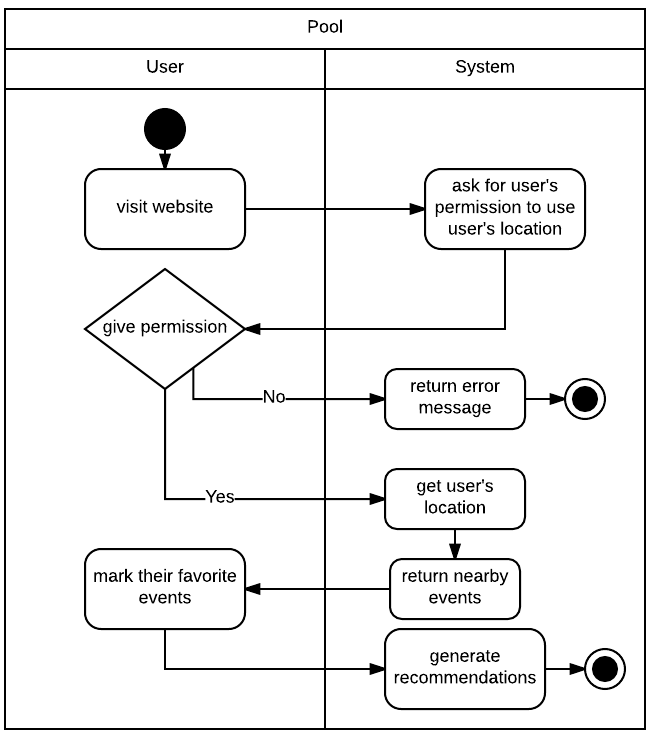 Pool
User
System
visit website
ask for user's
permission to use
user's location
give permission
No
return error
message
Yes
get user's
location
mark their favorite
events
return nearby
events
generate
recommendations